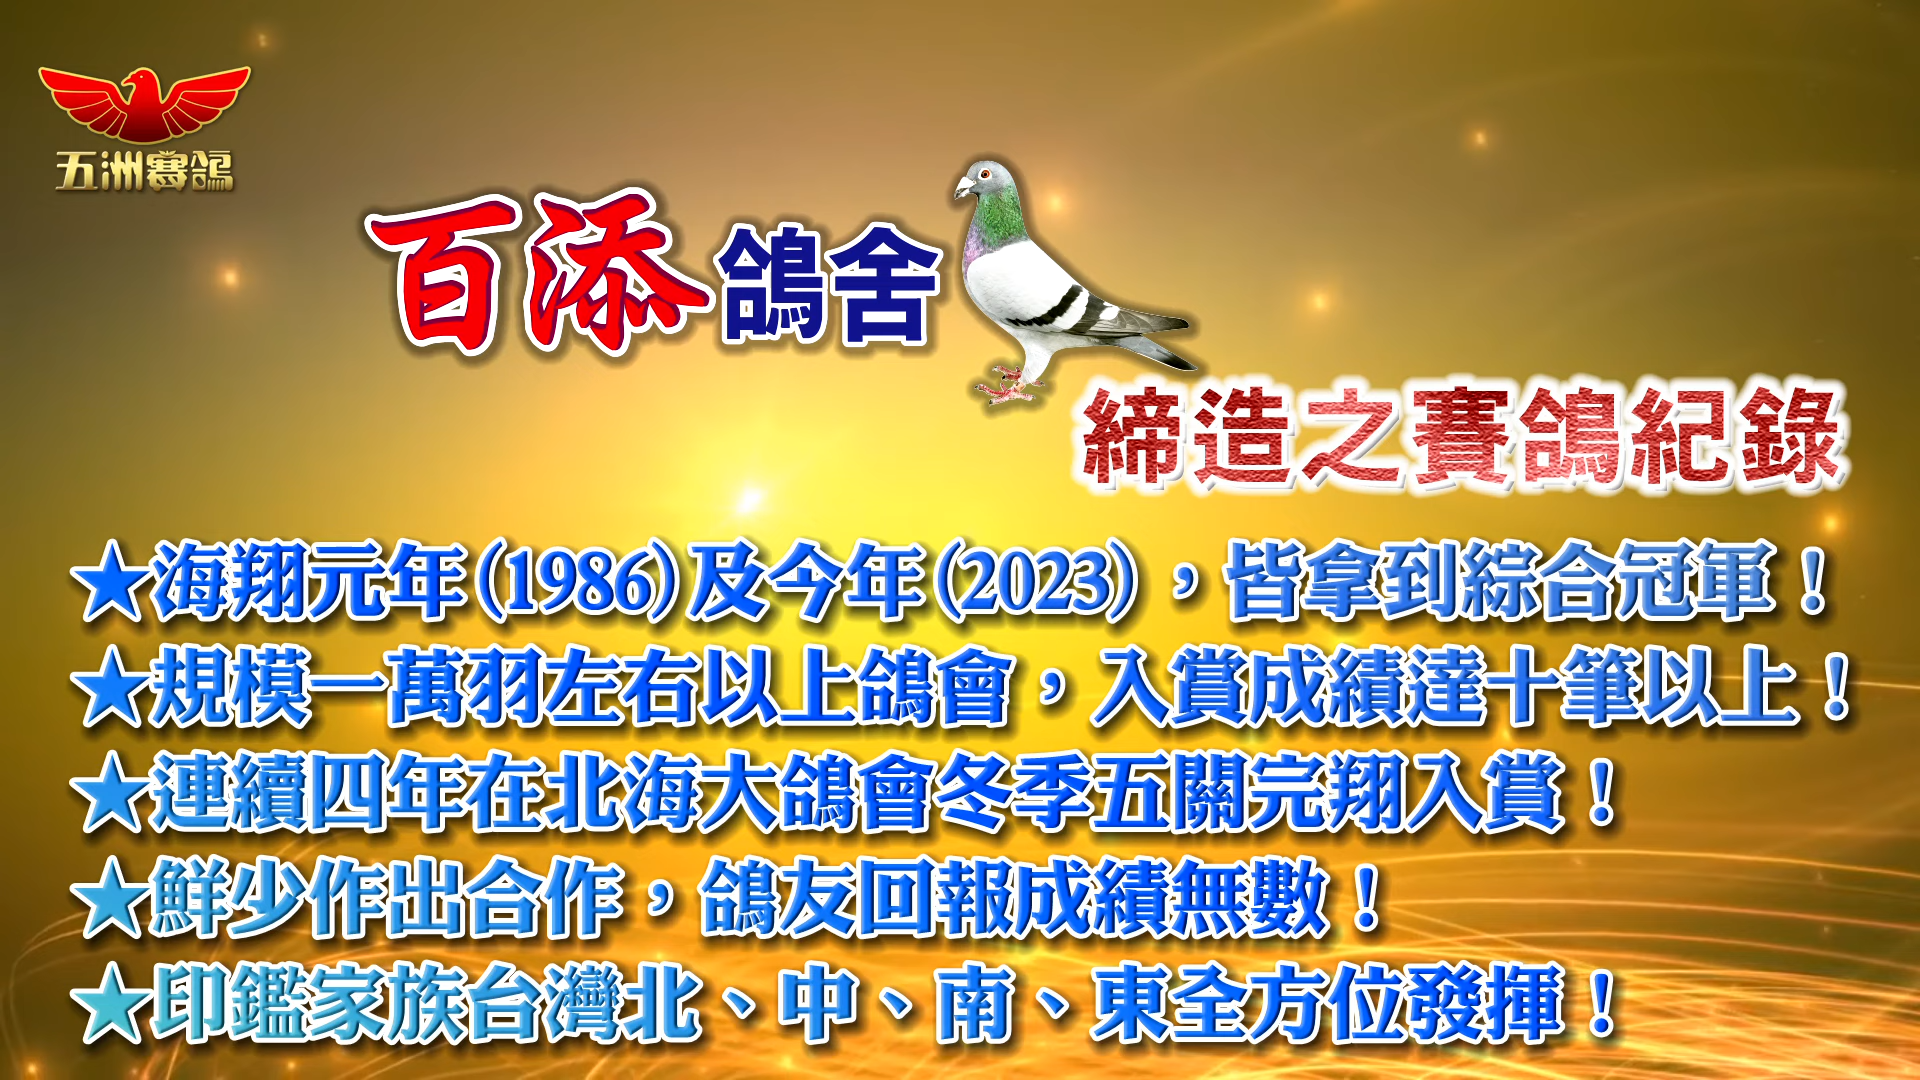 五洲賽鴿
百添鴿舍
締造之賽鴿紀錄
★海翔元年(1986)及今年(2023)，皆拿到綜合冠軍！
★規模一萬羽左右以上鴿會，入賞成績達十筆以上！
★連續四年在北海大鴿會冬季五關完翔入賞！
★鮮少作出合作，鴿友回報成績無數！
★印鑑家族台灣北、中、南、東全方位發揮！